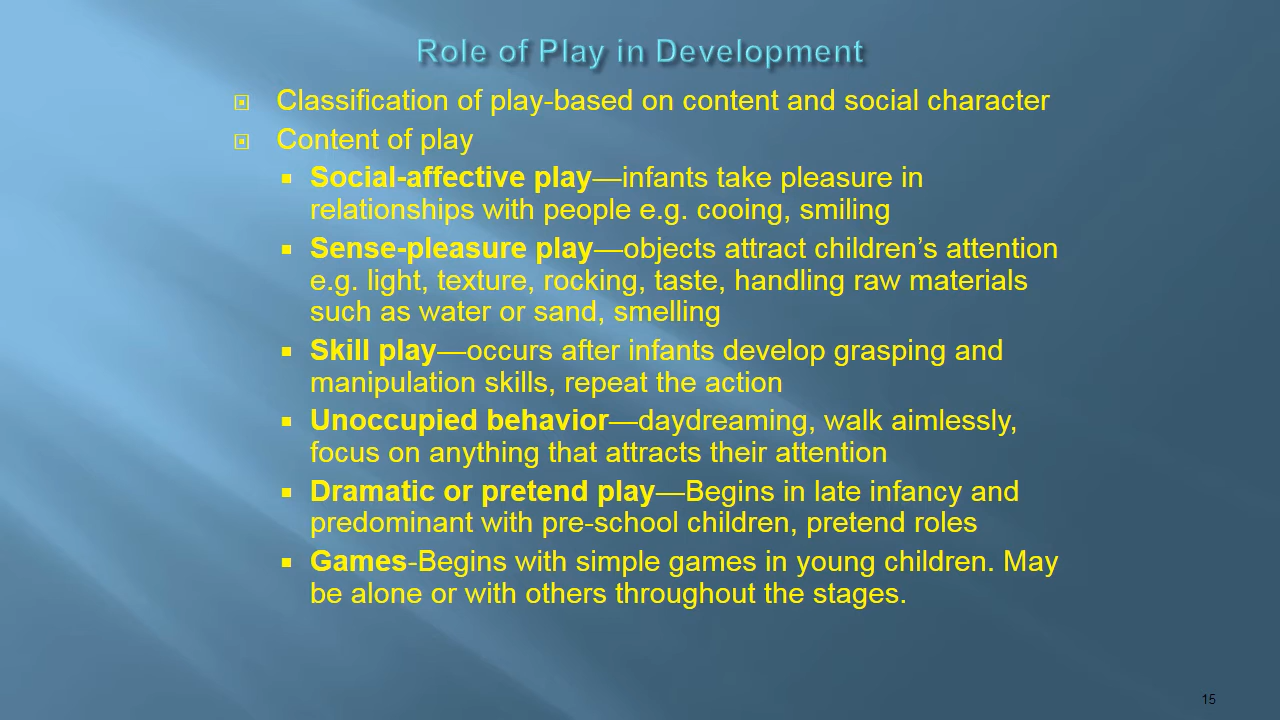 Role of Play in Development
Classification of play-based on content and social character
Content of play
Social-affective play—infants take pleasure in
relationships with people e.g. cooing, smiling
Sense-pleasure play—objects attract children’s attention
e.g. light, texture, rocking, taste, handling raw materials
such as water or sand, smelling
Skill play—occurs after infants develop grasping and
manipulation skills, repeat the action
Unoccupied behavior—daydreaming, walk aimlessly,
focus on anything that attracts their attention
Dramatic or pretend play—Begins in late infancy and
predominant with pre-school children, pretend roles
Games-Begins with simple games in young children. May
be alone or with others throughout the stages.
15